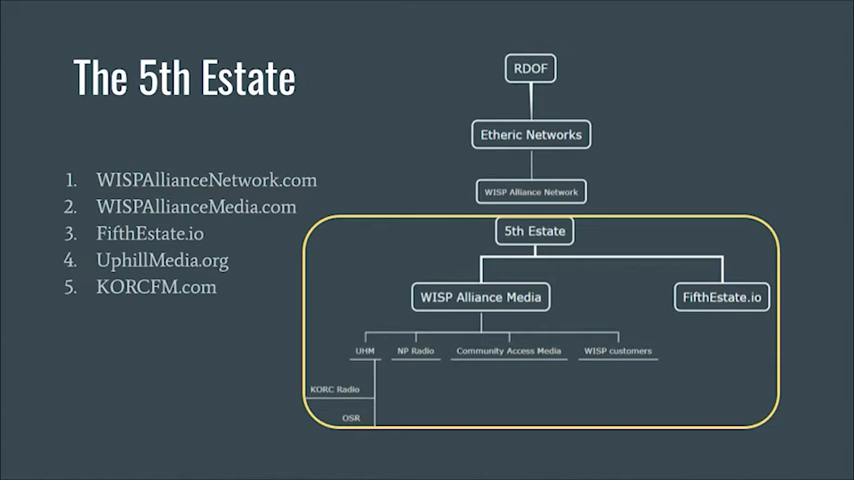 The 5th Estate
1. WISPAllianceNetwork.com
2. WISPAllianceMedia.com
3. FifthEstate.io
4. UphillMedia.org
5. KORCFM.com
RDOF
Etheric Networks
WISP Alliance Network
5th Estate
WISP Alliance Media
FifthEstate.io
UHM
NP Radio
Community Access Media
WISP customers
KORC Radio
OSR